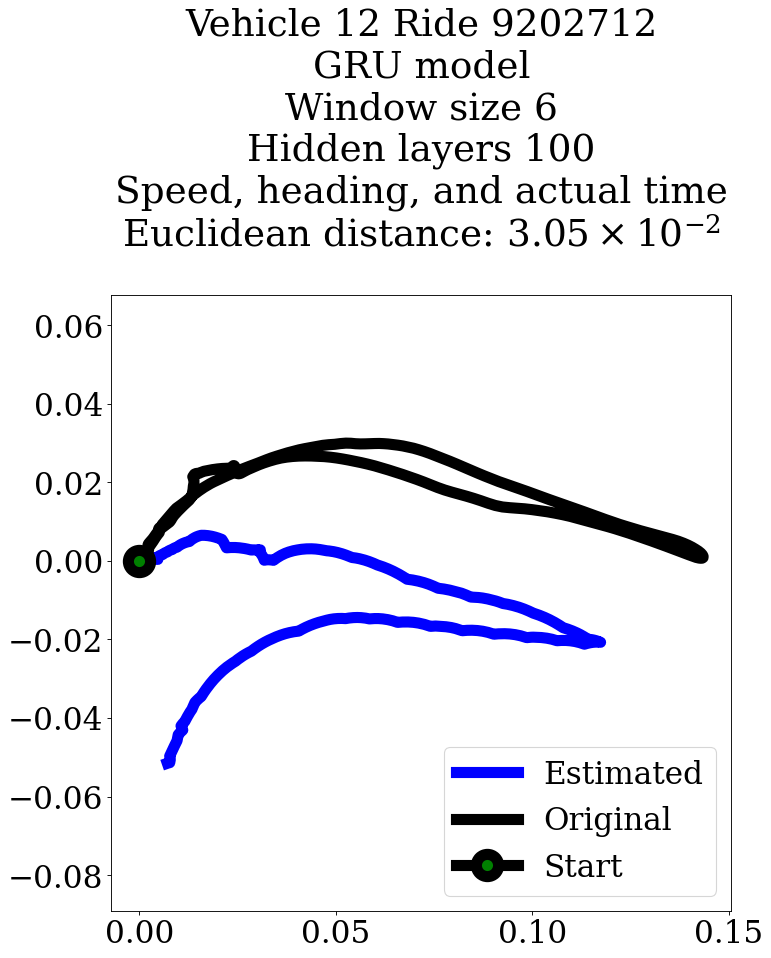 Vehicle 12 Ride 9202712
GRU model
Window size 6
Hidden layers 100
Speed, heading, and actual time
Euclidean distance: 3.05 × 10⁻²
0.06
0.04
0.02
0.00
−0.02
−0.04
−0.06
−0.08
Estimated
Original
Start
0.00 0.05 0.10 0.15